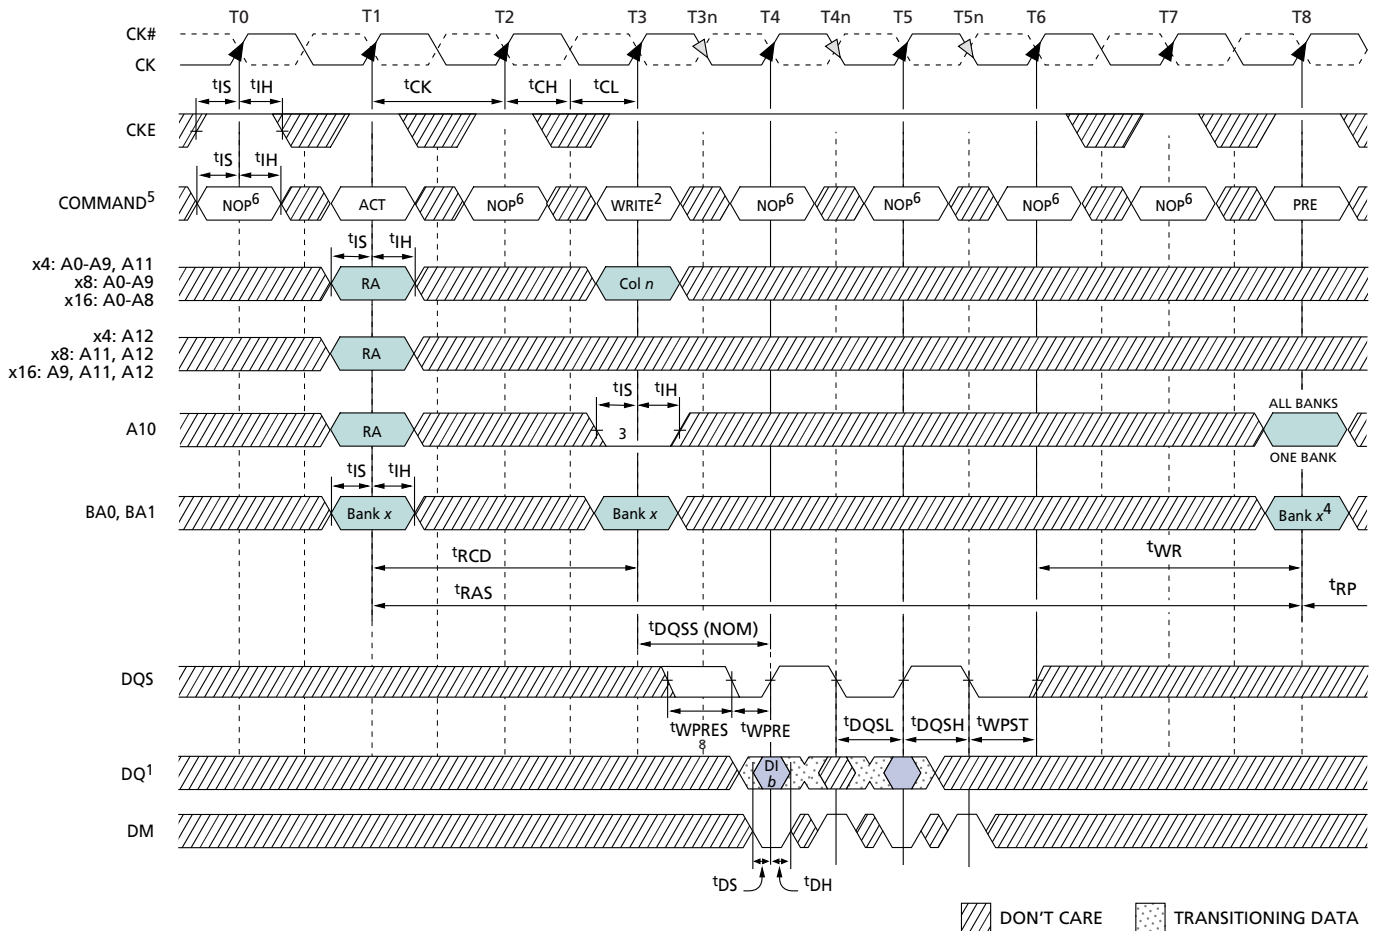 T0 T1 T2 T3 T3n T4 T4n T5 T5n T6 T7 T8
CK#
CK
tIS tIH tCK tCH tCL
CKE
tIS tIH
COMMAND5 NOP6 ACT NOP6 WRITE2 NOP6 NOP6 NOP6 NOP6 PRE
tIS tIH
x4: A0-A9, A11
x8: A0-A9
x16: A0-A8
RA Col n
x4: A12
x8: A11, A12
x16: A9, A11, A12
RA
tIS tIH
ALL BANKS
A10 RA 3
ONE BANK
tIS tIH
BA0, BA1 Bank x Bank x Bank x4
tRCD tWR
tRAS tRP
tDQSS (NOM)
DQS
tWPRES tWPRE tDQSL tDQSH tWPST
8
DQ1 DI
b
DM
tDS tDH
DON'T CARE TRANSITIONING DATA